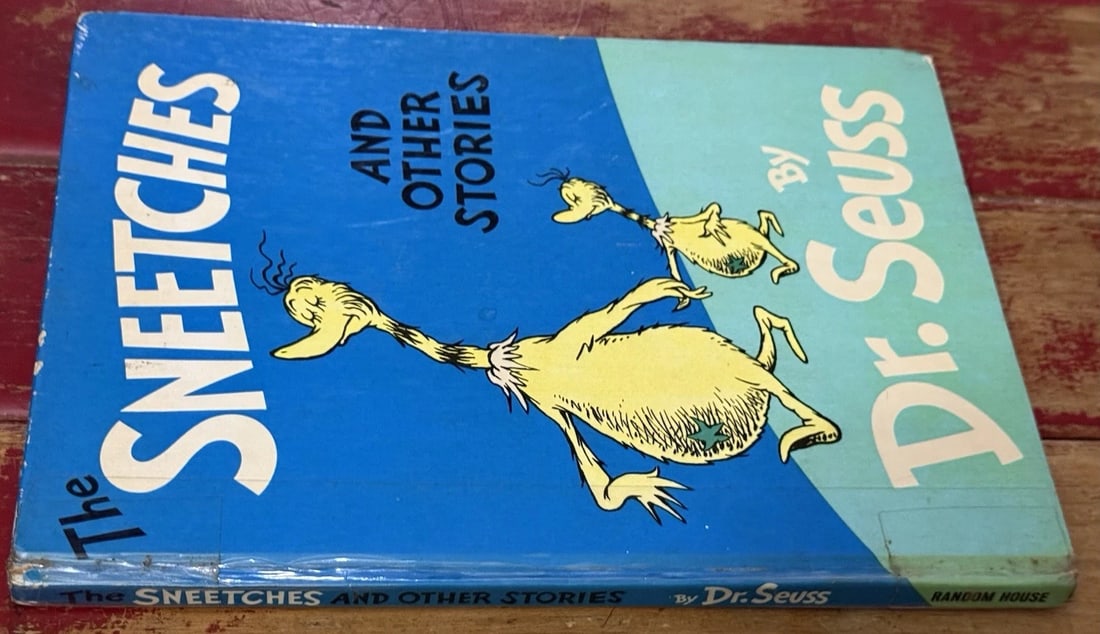 The
SNEETCHES
AND
OTHER
STORIES
By
Dr. Seuss
The SNEETCHES AND OTHER STORIES By Dr. Seuss RANDOM HOUSE